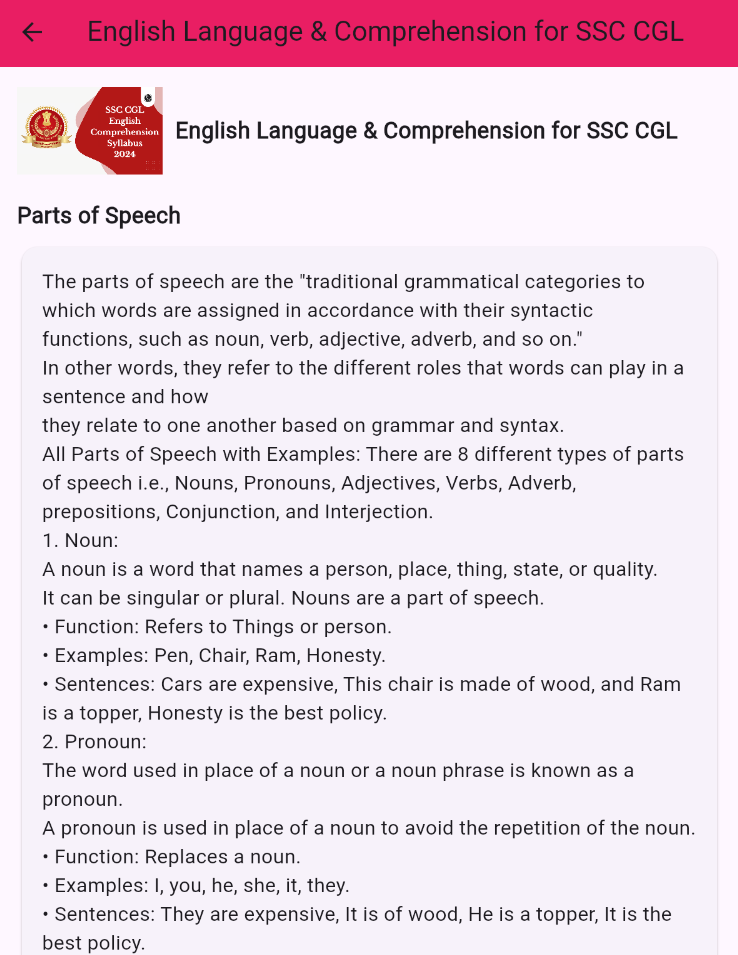 English Language & Comprehension for SSC CGL
SSC CGL
English
Comprehension
Syllabus
2024
English Language & Comprehension for SSC CGL
Parts of Speech
The parts of speech are the "traditional grammatical categories to
which words are assigned in accordance with their syntactic
functions, such as noun, verb, adjective, adverb, and so on."
In other words, they refer to the different roles that words can play in a
sentence and how
they relate to one another based on grammar and syntax.
All Parts of Speech with Examples: There are 8 different types of parts
of speech i.e., Nouns, Pronouns, Adjectives, Verbs, Adverb,
prepositions, Conjunction, and Interjection.
1. Noun:
A noun is a word that names a person, place, thing, state, or quality.
It can be singular or plural. Nouns are a part of speech.
• Function: Refers to Things or person.
• Examples: Pen, Chair, Ram, Honesty.
• Sentences: Cars are expensive, This chair is made of wood, and Ram
is a topper, Honesty is the best policy.
2. Pronoun:
The word used in place of a noun or a noun phrase is known as a
pronoun.
A pronoun is used in place of a noun to avoid the repetition of the noun.
• Function: Replaces a noun.
• Examples: I, you, he, she, it, they.
• Sentences: They are expensive, It is of wood, He is a topper, It is the
best policy.